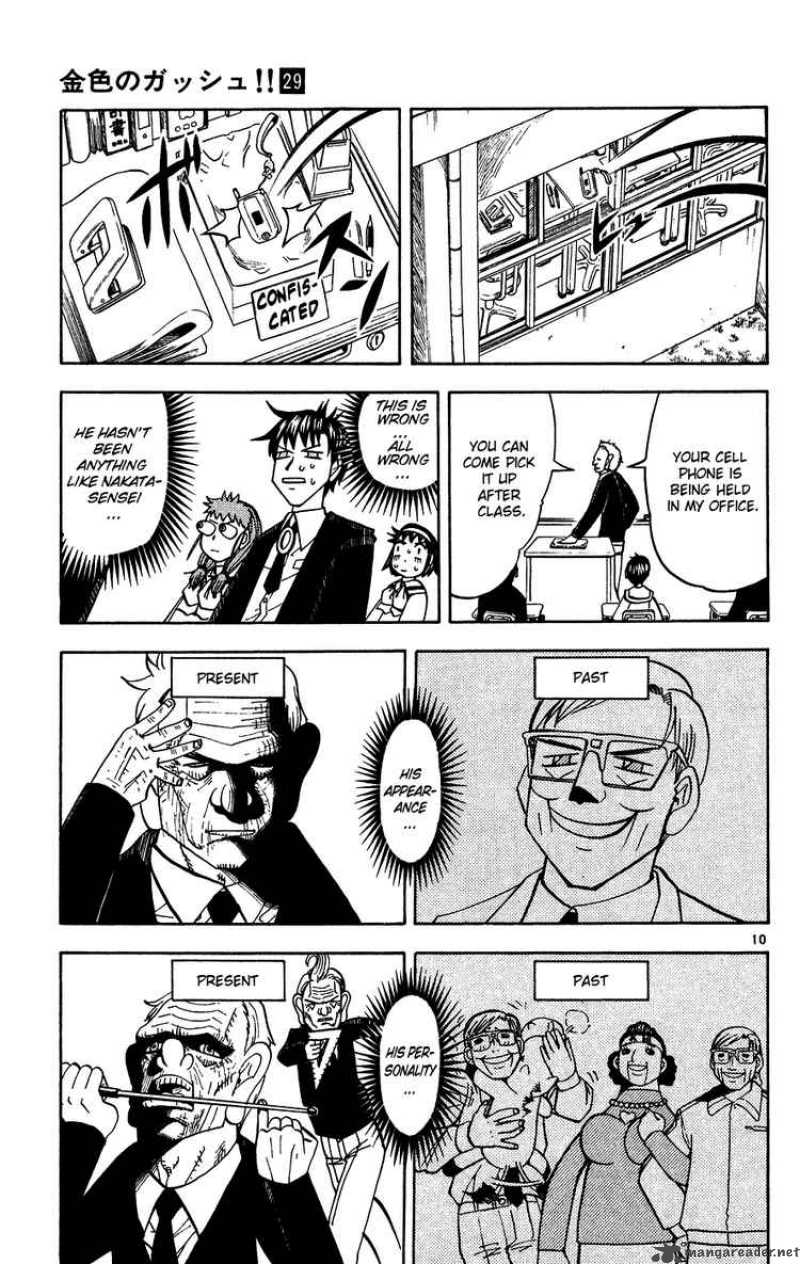 金色のガッシュ!! 29
ボス
CONFIS-
CATED
YOUR CELL
PHONE IS
BEING HELD
IN MY OFFICE.
YOU CAN
COME PICK
IT UP
AFTER
CLASS.
THIS IS
WRONG
...
ALL
WRONG
...
HE HASN'T
BEEN
ANYTHING
LIKE NAKATA-
SENSE!
...
PAST
PRESENT
HIS
APPEAR-
ANCE
...
10
PAST
PRESENT
HIS PER-
SONALITY
...
mangareader.net